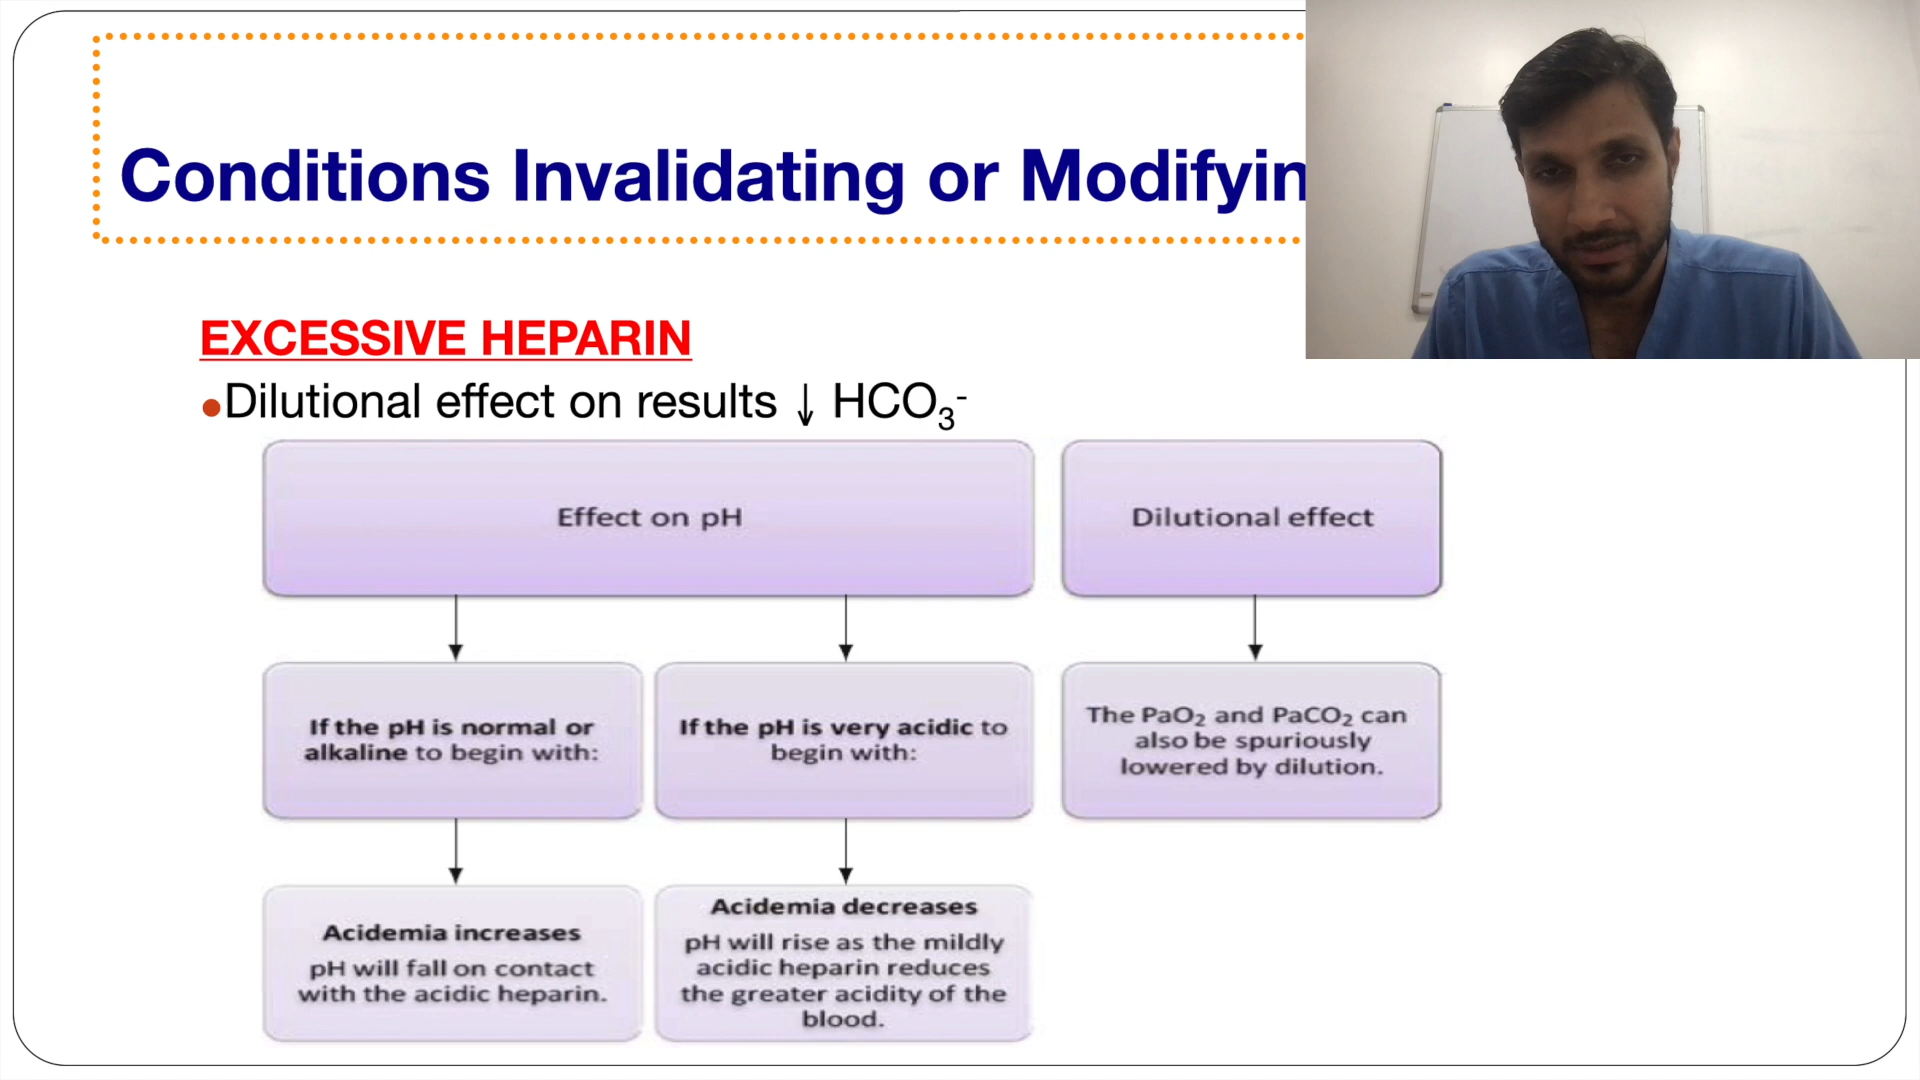 Conditions Invalidating or Modifyin
EXCESSIVE HEPARIN
•Dilutional effect on results ↓ HCO₃⁻
Effect on pH
Dilutional effect
If the pH is normal or
alkaline to begin with:
If the pH is very acidic to
begin with:
The PaO₂ and PaCO₂ can
also be spuriously
lowered by dilution.
Acidemia increases
pH will fall on contact
with the acidic heparin.
Acidemia decreases
pH will rise as the mildly
acidic heparin reduces
the greater acidity of the
blood.